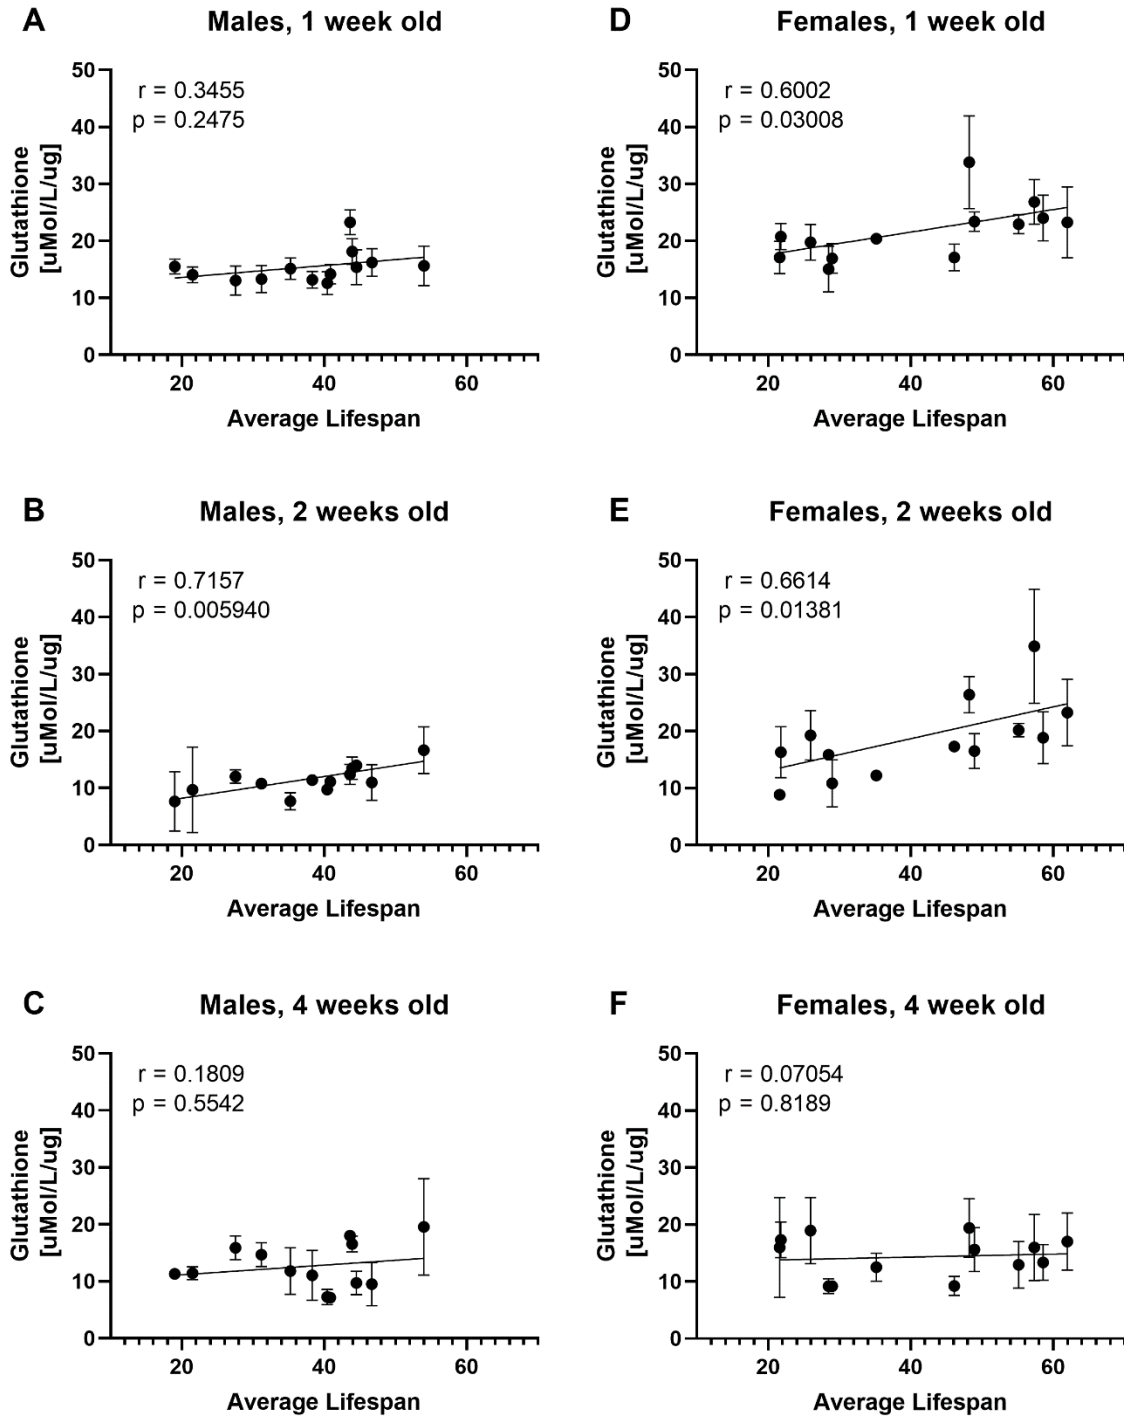 A
Males, 1 week old
50
40
30
20
10
0
r = 0.3455
p = 0.2475
Glutathione
[uMol/L/ug]
20
40
60
Average Lifespan
D
Females, 1 week old
50
40
30
20
10
0
r = 0.6002
p = 0.03008
Glutathione
[uMol/L/ug]
20
40
60
Average Lifespan
B
Males, 2 weeks old
50
40
30
20
10
0
r = 0.7157
p = 0.005940
Glutathione
[uMol/L/ug]
20
40
60
Average Lifespan
E
Females, 2 weeks old
50
40
30
20
10
0
r = 0.6614
p = 0.01381
Glutathione
[uMol/L/ug]
20
40
60
Average Lifespan
C
Males, 4 weeks old
50
40
30
20
10
0
r = 0.1809
p = 0.5542
Glutathione
[uMol/L/ug]
20
40
60
Average Lifespan
F
Females, 4 week old
50
40
30
20
10
0
r = 0.07054
p = 0.8189
Glutathione
[uMol/L/ug]
20
40
60
Average Lifespan